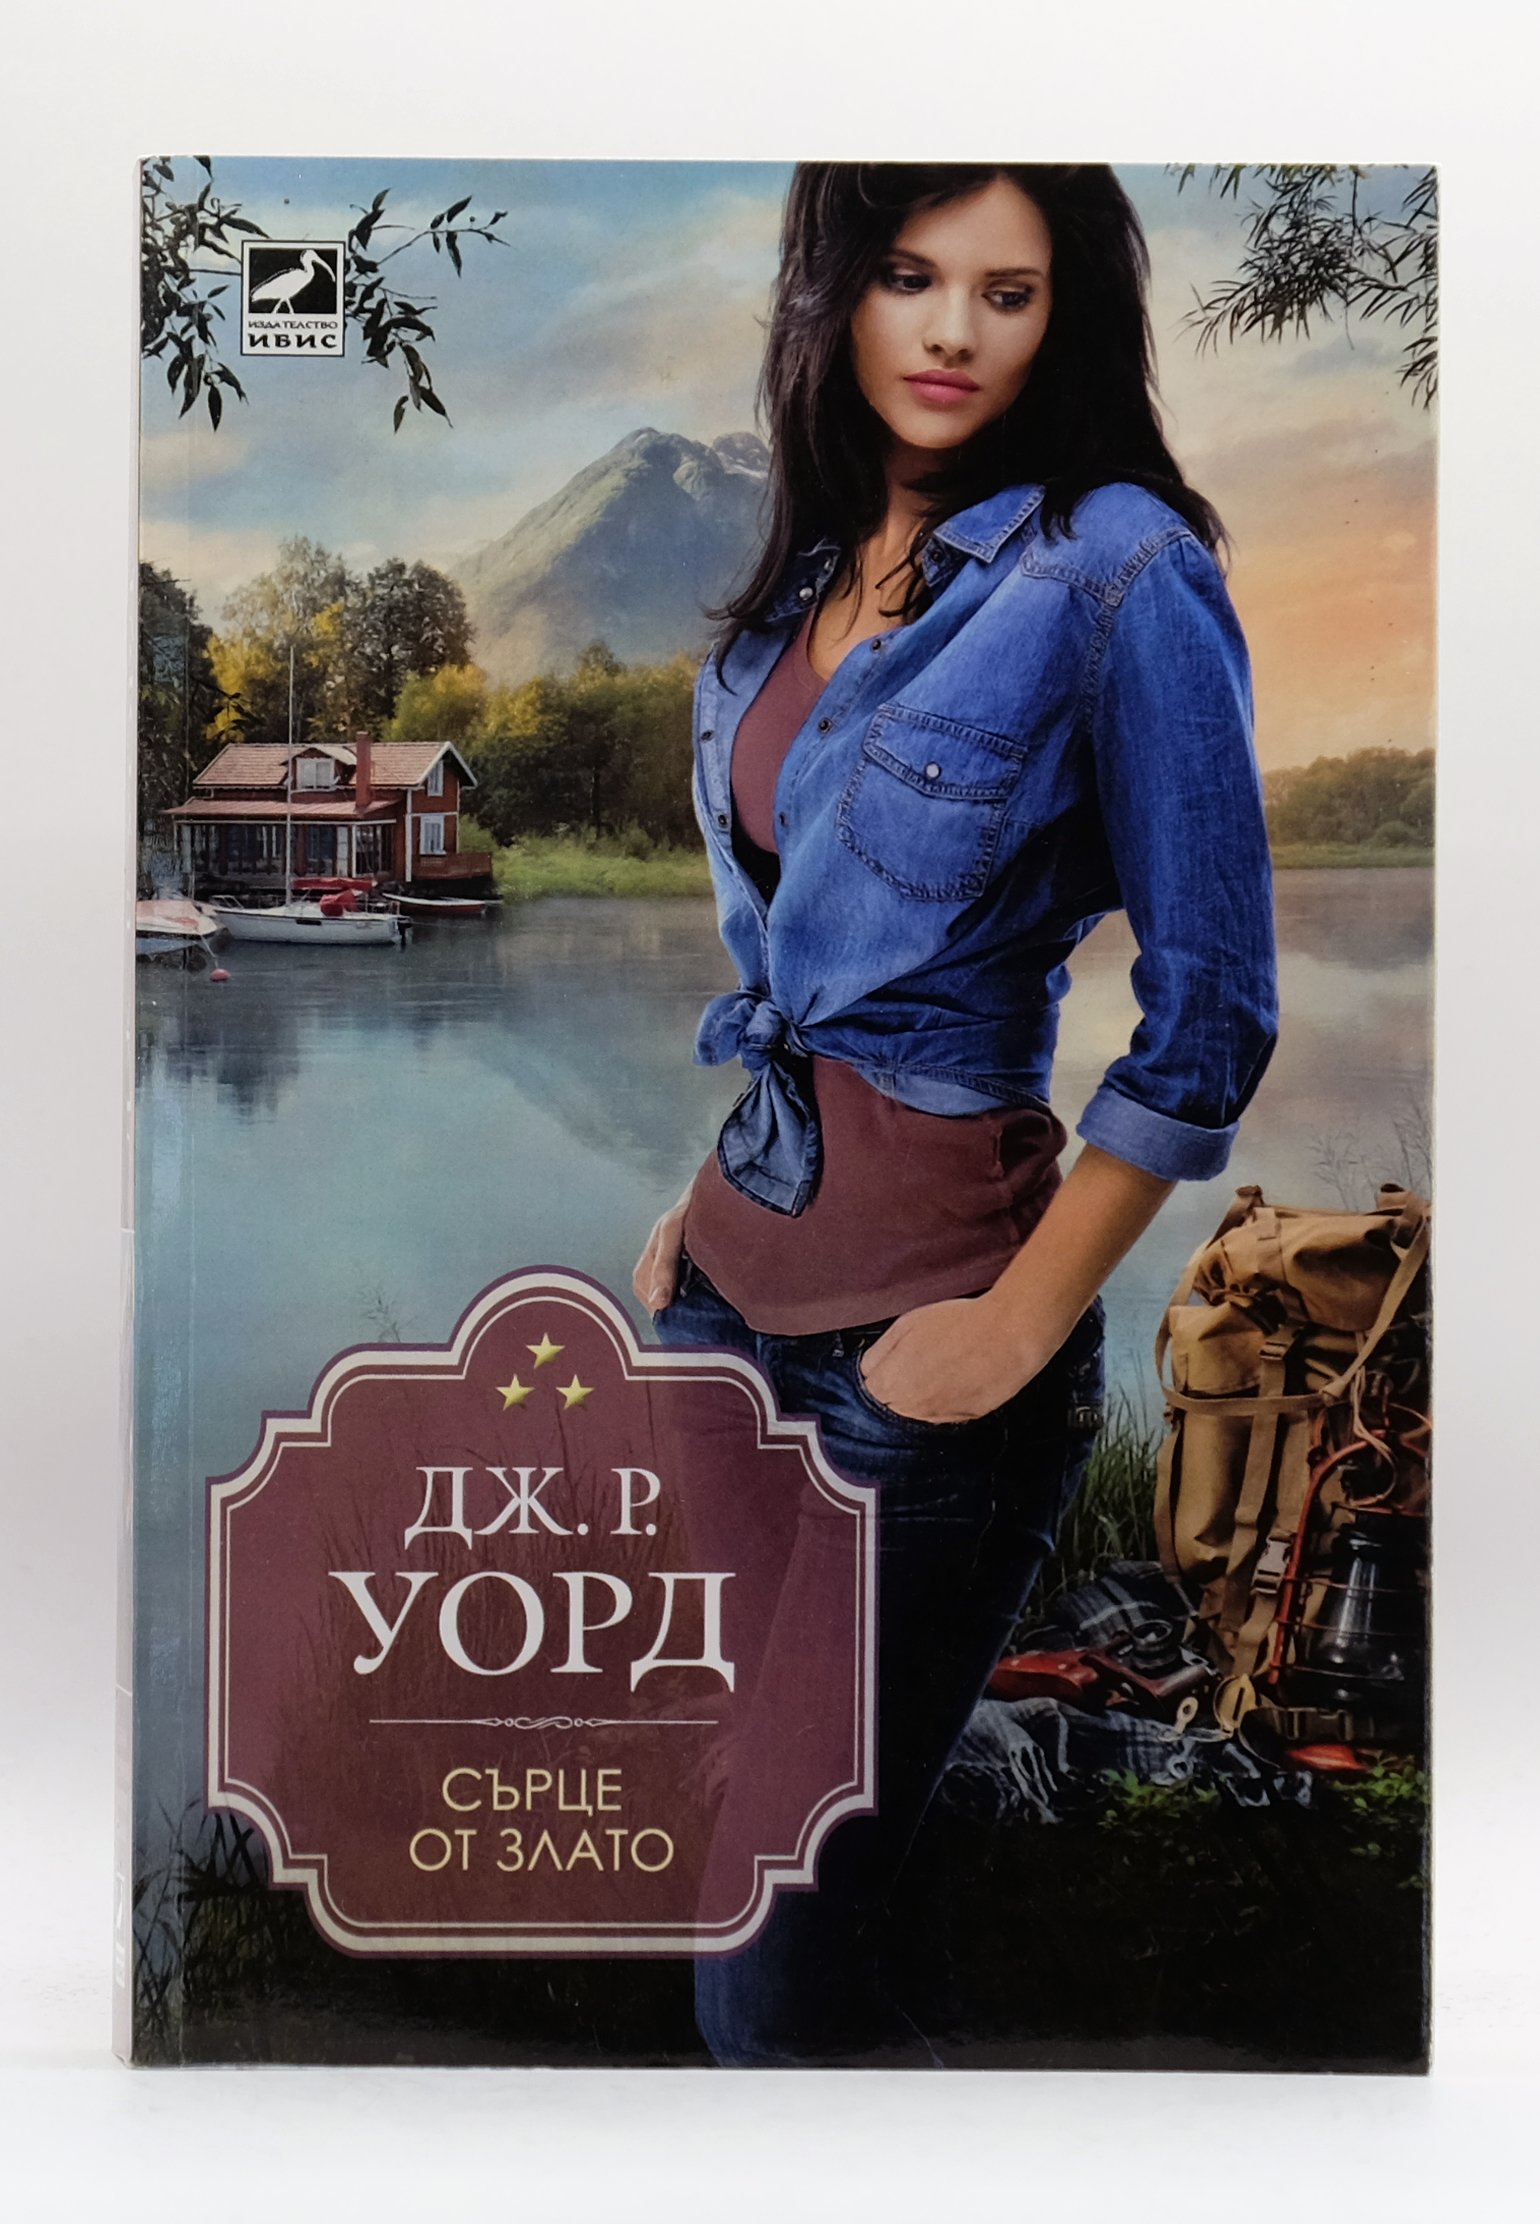 ИЗДАТЕЛСТВО
ИБИС
ДЖ. Р.
УОРД
СЪРЦЕ
ОТ ЗЛАТО